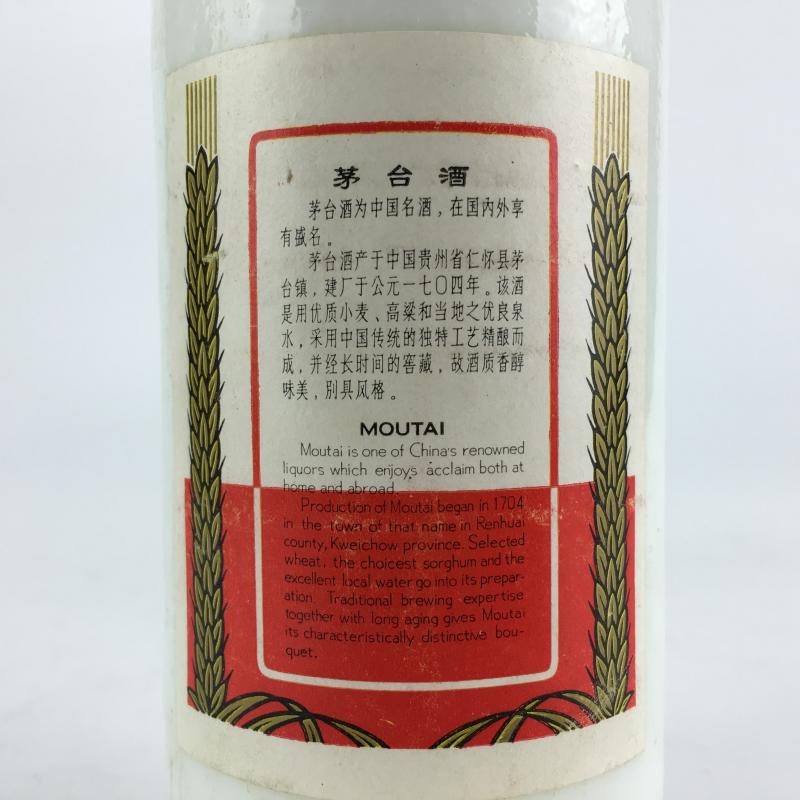 茅台酒
茅台酒为中国名酒，在国内外享
有盛名。
茅台酒产于中国贵州省仁怀县茅
台镇，建厂于公元一七〇四年。该酒
是用优质小麦、高粱和当地之优良泉
水，采用中国传统的独特工艺精酿而
成，并经长时间的窖藏，故酒质香醇
味美，别具风格。
MOUTAI
Moutai is one of China's renowned
liquors which enjoys acclaim both at
home and abroad.
Production of Moutai began in 1704
in the town of that name in Renhuai
county, Kweichow province. Selected
wheat, the choicest sorghum and the
excellent local water go into its prepar-
ation. Traditional brewing expertise
together with long aging gives Moutai
its characteristically distinctive bou-
quet.